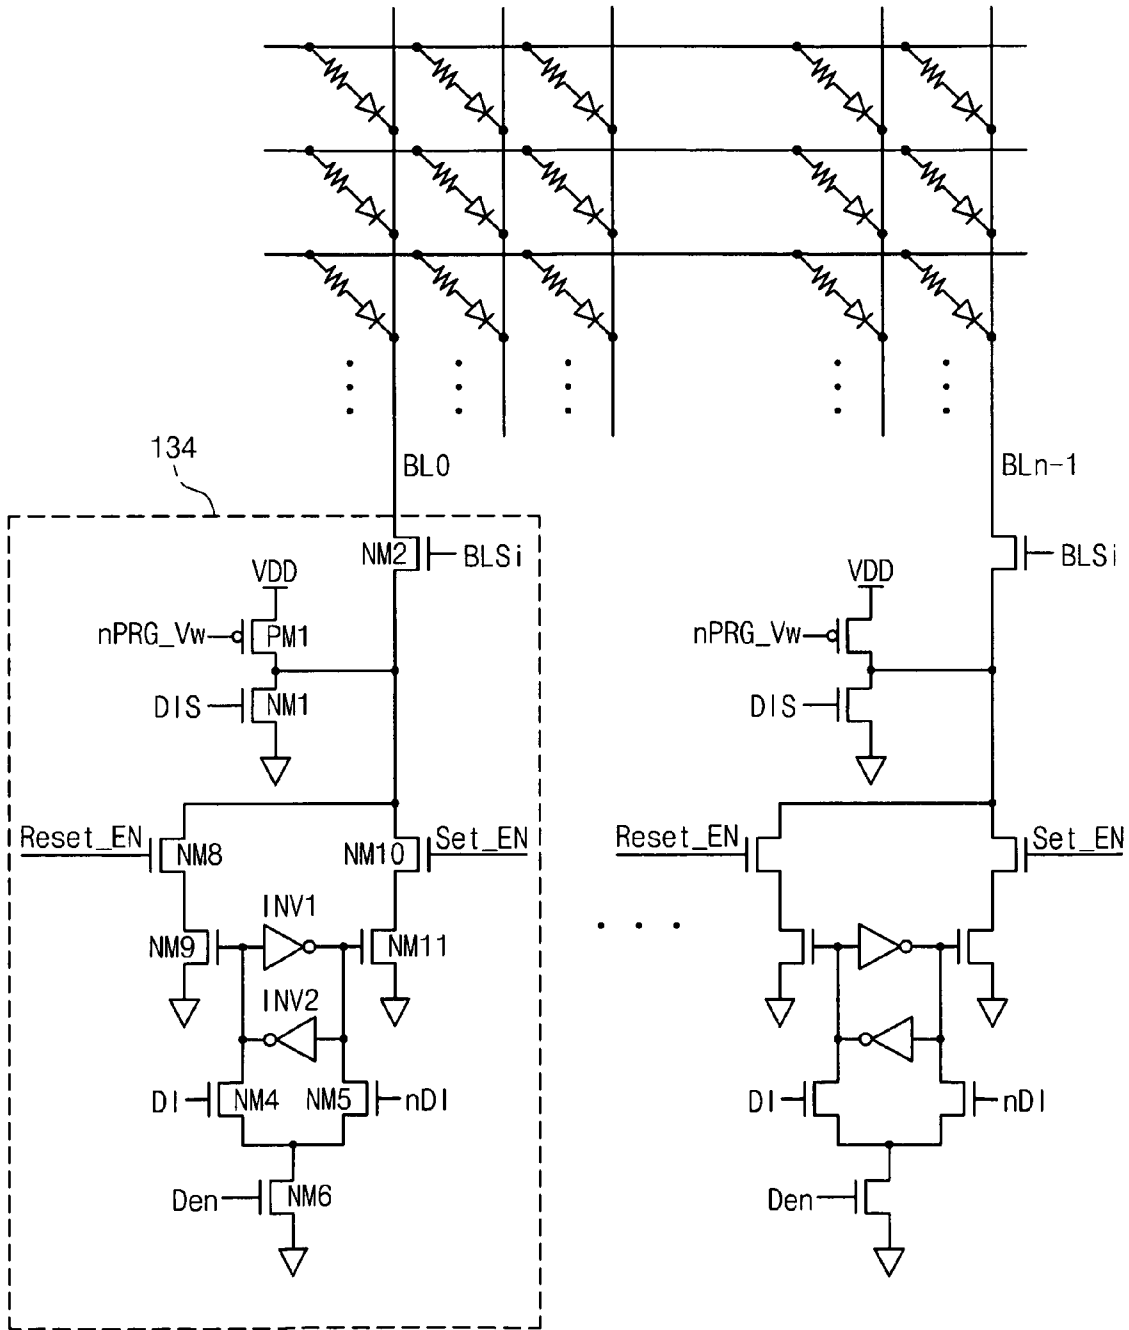 134
BL0
BLn-1
NM2
BLSi
BLSi
VDD
VDD
nPRG_Vw
PM1
nPRG_Vw
DIS
NM1
DIS
Reset_EN
NM8
NM10
Set_EN
Reset_EN
Set_EN
INV1
NM9
NM11
INV2
DI
NM4
NM5
nDI
DI
nDI
Den
NM6
Den